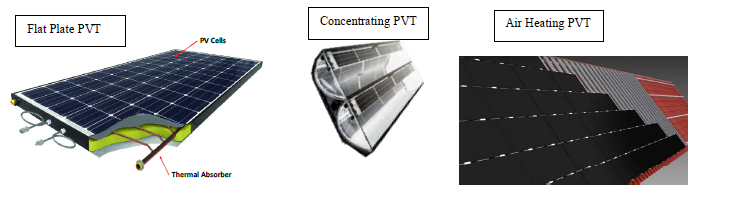 Flat Plate PVT
Concentrating PVT
Air Heating PVT
PV Cells
Thermal Absorber